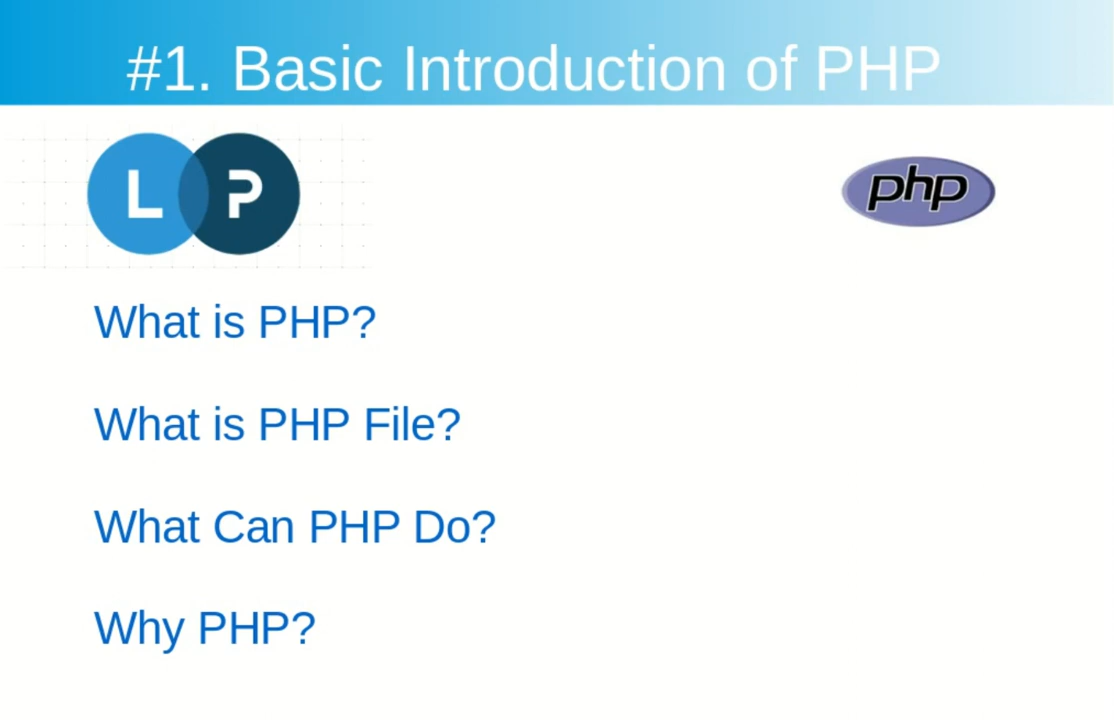 #1. Basic Introduction of PHP
L P
php
What is PHP?
What is PHP File?
What Can PHP Do?
Why PHP?